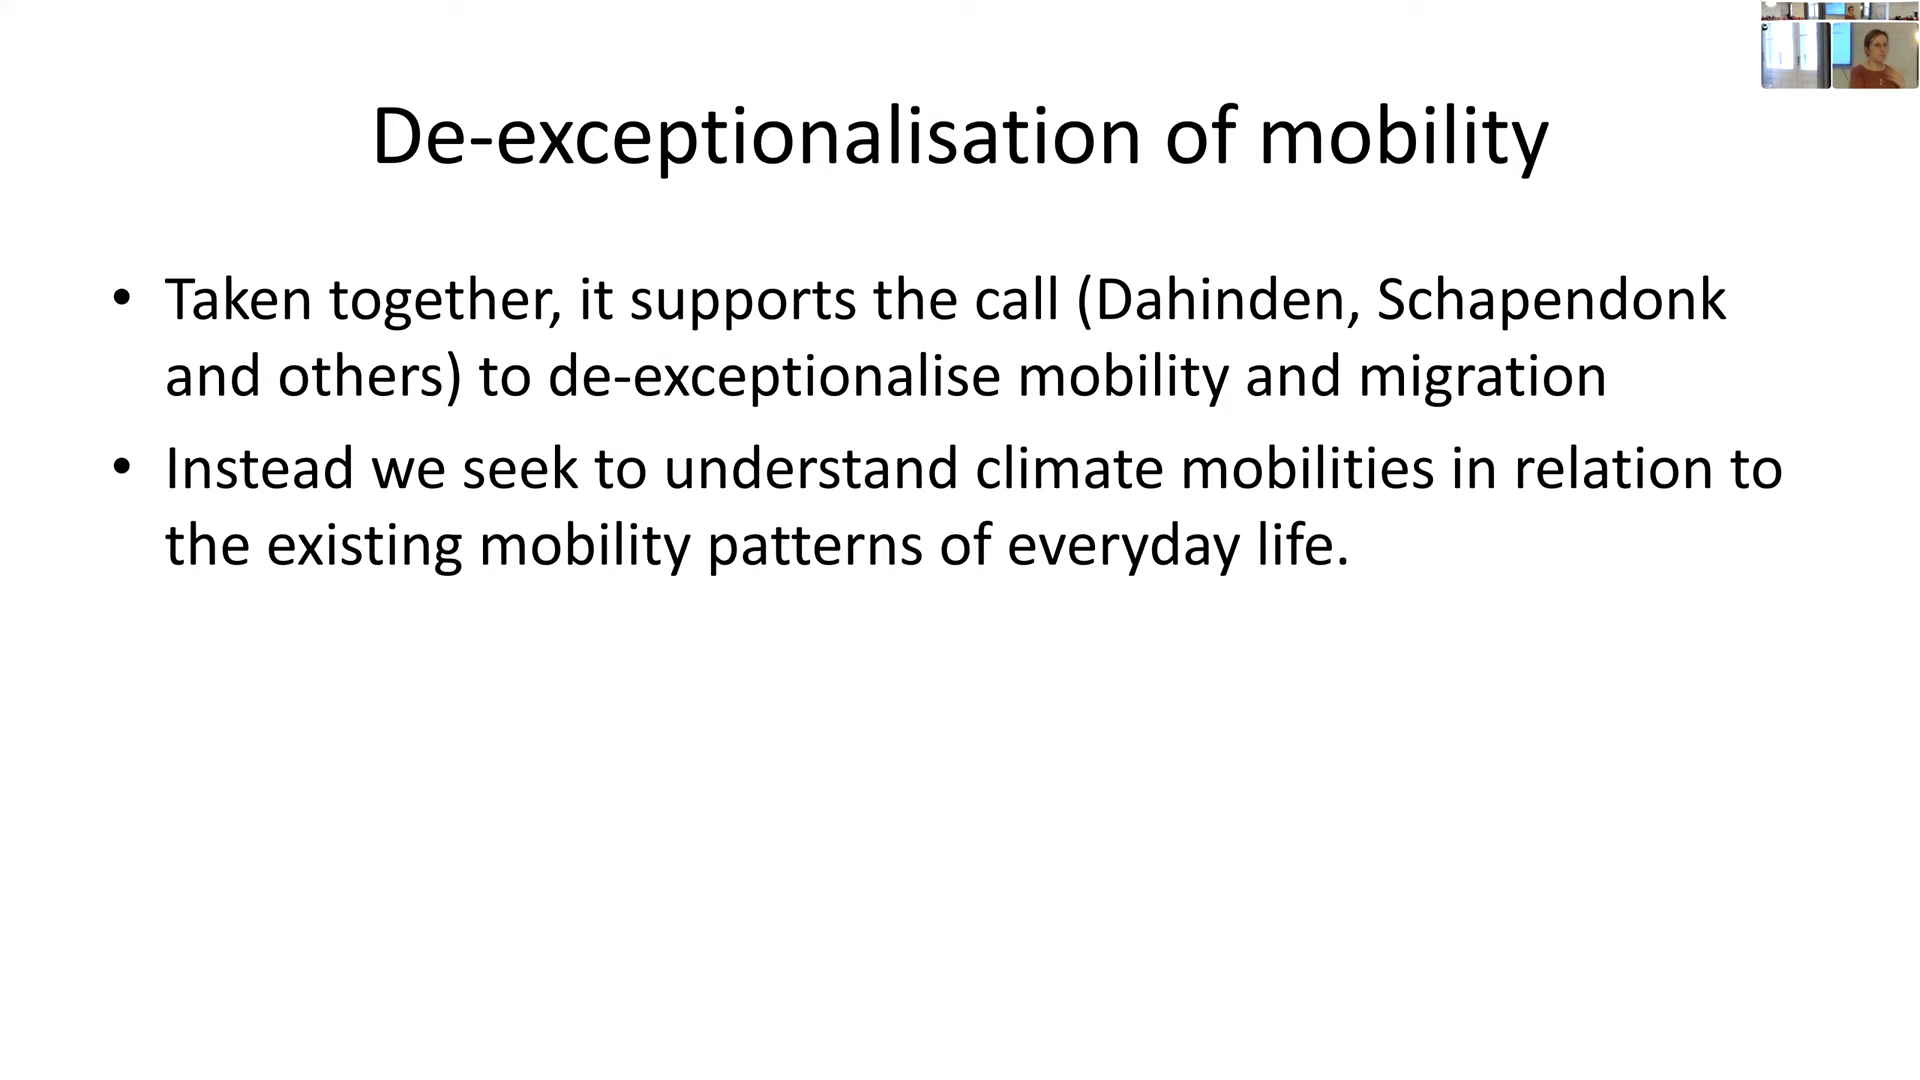 De-exceptionalisation of mobility
• Taken together, it supports the call (Dahinden, Schapendonk
and others) to de-exceptionalise mobility and migration
• Instead we seek to understand climate mobilities in relation to
the existing mobility patterns of everyday life.